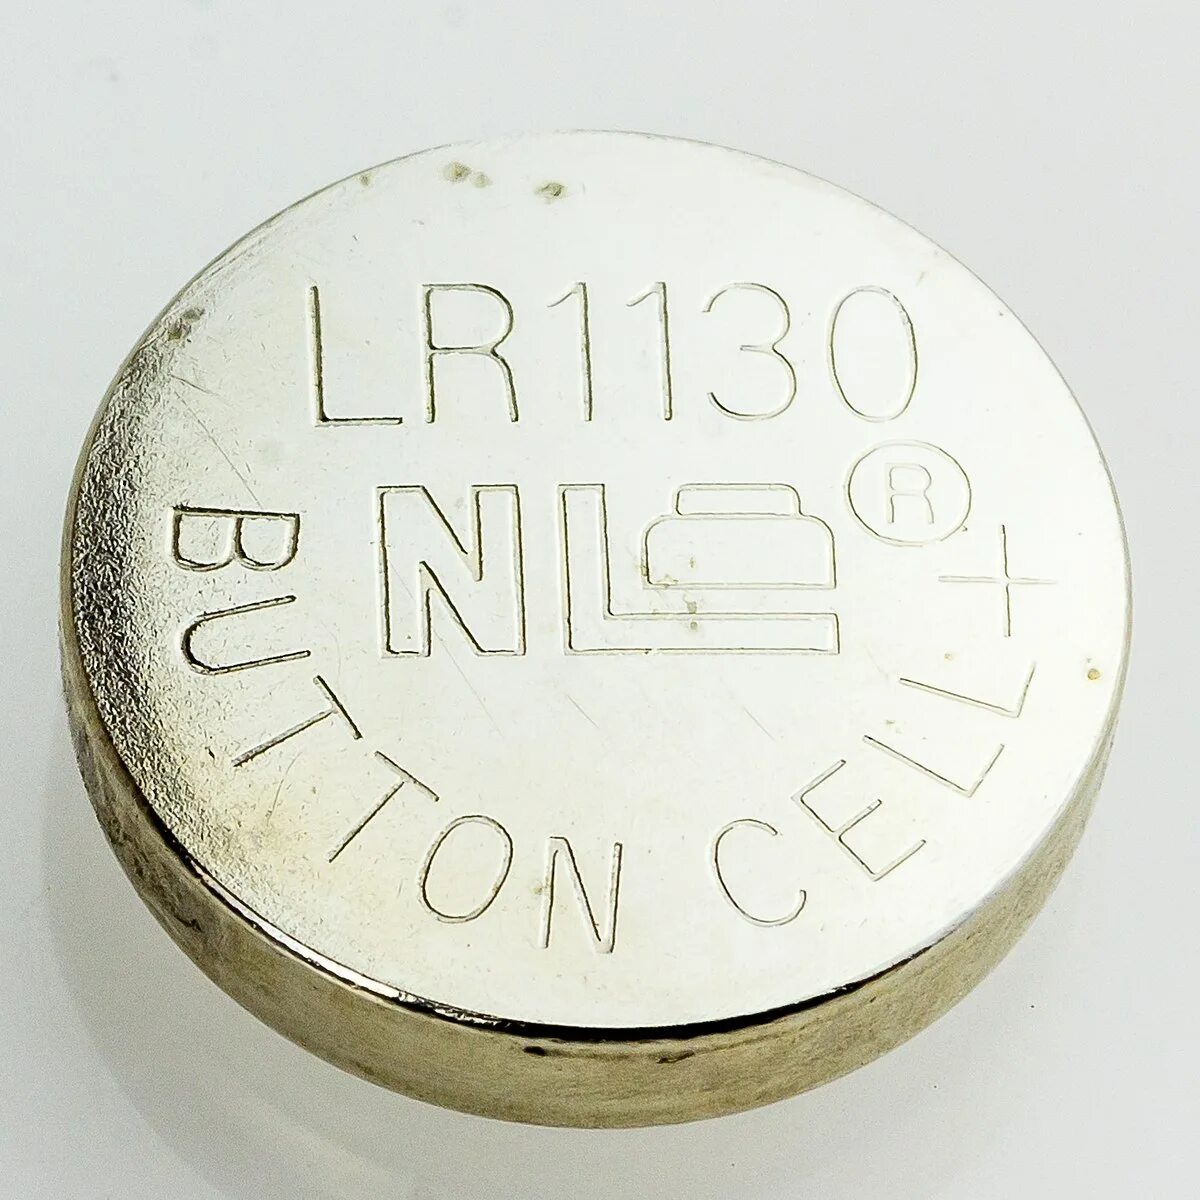 LR1130
NL ®
+
BUTTON CELL